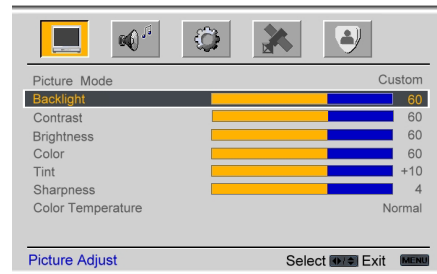 Picture Mode Custom
Backlight 60
Contrast 60
Brightness 60
Color 60
Tint +10
Sharpness 4
Color Temperature Normal
Picture Adjust Select Exit MENU